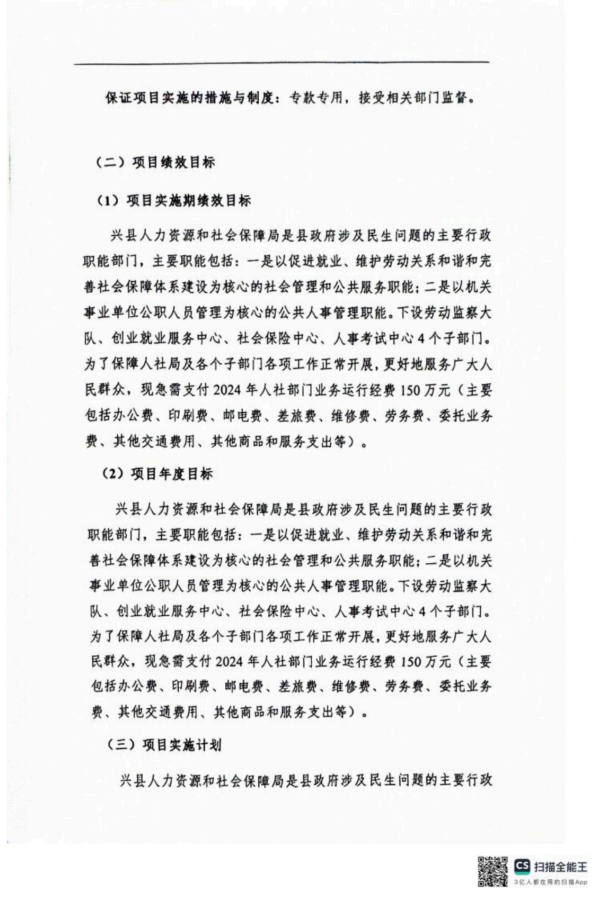 保证项目实施的措施与制度：专款专用，接受相关部门监督。
（二）项目绩效目标
（1）项目实施期绩效目标
兴县人力资源和社会保障局是县政府涉及民生问题的主要行政
职能部门，主要职能包括：一是以促进就业、维护劳动关系和谐和完
善社会保障体系建设为核心的社会管理和公共服务职能；二是以机关
事业单位公职人员管理为核心的公共人事管理职能。下设劳动监察大
队、创业就业服务中心、社会保险中心、人事考试中心 4 个子部门。
为了保障人社局及各个子部门各项工作正常开展，更好地服务广大人
民群众，现急需支付 2024 年人社部门业务运行经费 150 万元（主要
包括办公费、印刷费、邮电费、差旅费、维修费、劳务费、委托业务
费、其他交通费用、其他商品和服务支出等）。
（2）项目年度目标
兴县人力资源和社会保障局是县政府涉及民生问题的主要行政
职能部门，主要职能包括：一是以促进就业、维护劳动关系和谐和完
善社会保障体系建设为核心的社会管理和公共服务职能；二是以机关
事业单位公职人员管理为核心的公共人事管理职能。下设劳动监察大
队、创业就业服务中心、社会保险中心、人事考试中心 4 个子部门。
为了保障人社局及各个子部门各项工作正常开展，更好地服务广大人
民群众，现急需支付 2024 年人社部门业务运行经费 150 万元（主要
包括办公费、印刷费、邮电费、差旅费、维修费、劳务费、委托业务
费、其他交通费用、其他商品和服务支出等）。
（三）项目实施计划
兴县人力资源和社会保障局是县政府涉及民生问题的主要行政
CS 扫描全能王
3亿人都在用的扫描App